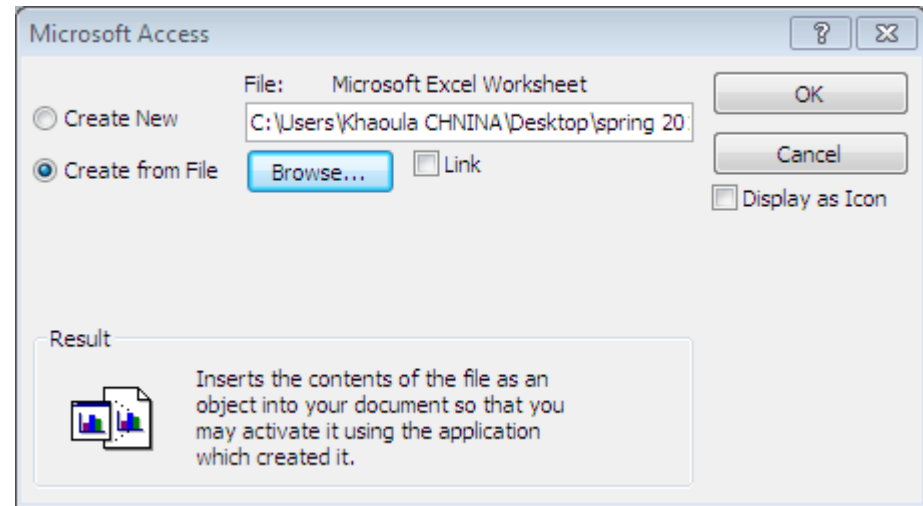 Microsoft Access
File: Microsoft Excel Worksheet
OK
Create New
C:\Users\Khaoula CHNINA\Desktop\spring 20
Cancel
Create from File
Browse...
Link
Display as Icon
Result
Inserts the contents of the file as an
object into your document so that you
may activate it using the application
which created it.